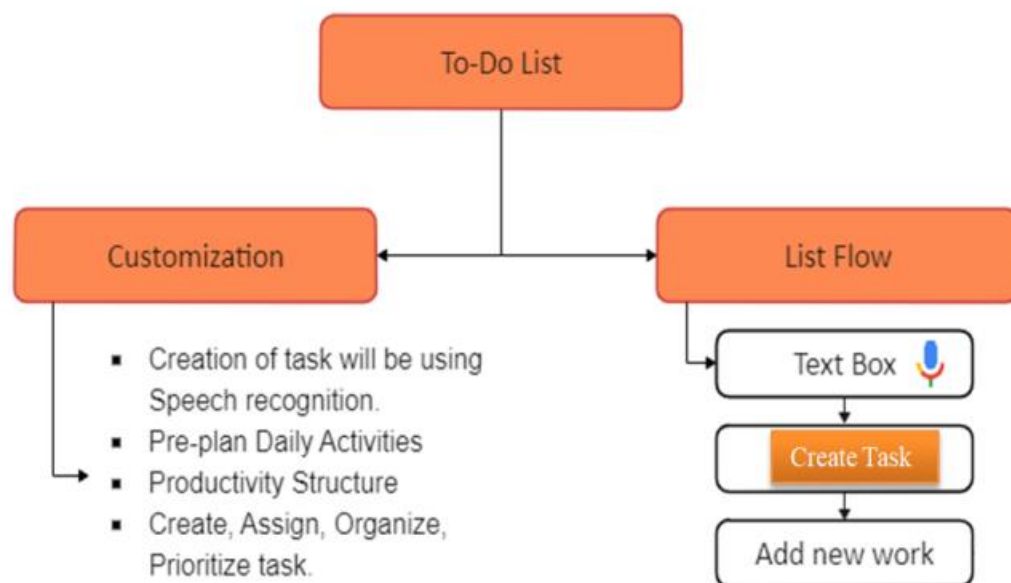 To-Do List
Customization
List Flow
▪ Creation of task will be using
Speech recognition.
▪ Pre-plan Daily Activities
▪ Productivity Structure
▪ Create, Assign, Organize,
Prioritize task.
Text Box
Create Task
Add new work